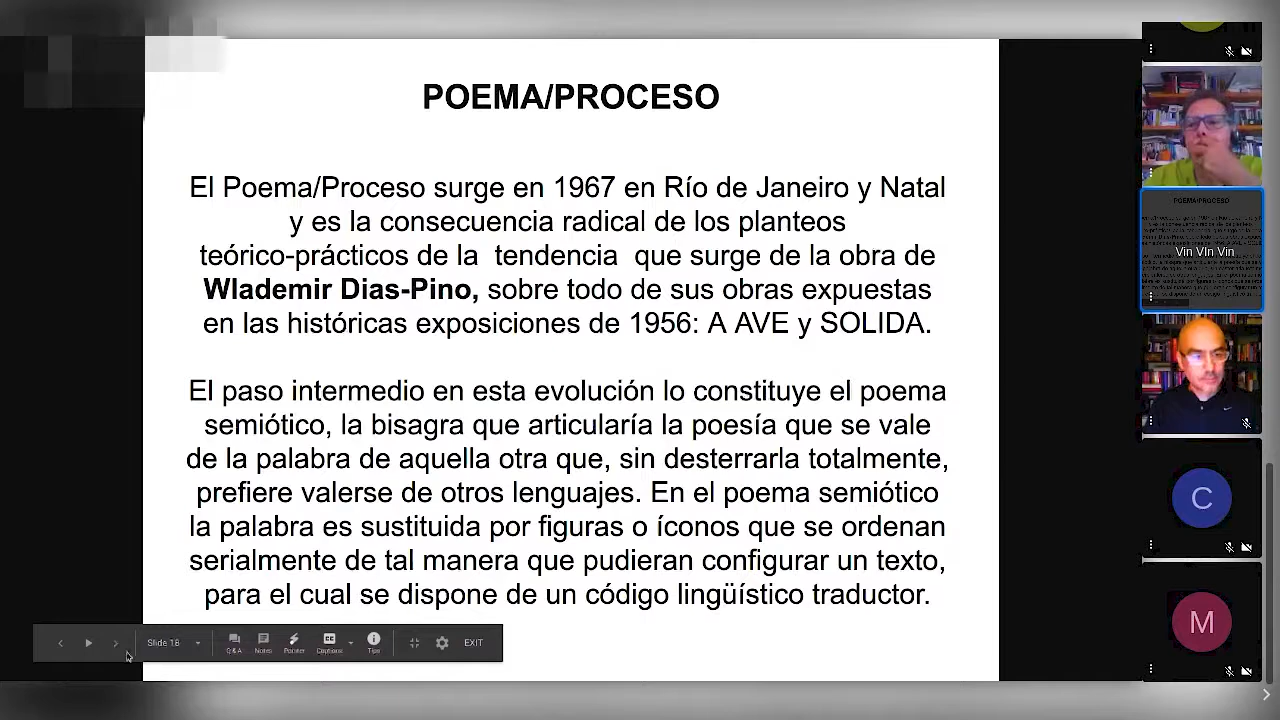 POEMA/PROCESO
El Poema/Proceso surge en 1967 en Río de Janeiro y Natal
y es la consecuencia radical de los planteos
teórico-prácticos de la tendencia que surge de la obra de
Wlademir Dias-Pino, sobre todo de sus obras expuestas
en las históricas exposiciones de 1956: A AVE y SOLIDA.
El paso intermedio en esta evolución lo constituye el poema
semiótico, la bisagra que articularía la poesía que se vale
de la palabra de aquella otra que, sin desterrarla totalmente,
prefiere valerse de otros lenguajes. En el poema semiótico
la palabra es sustituida por figuras o íconos que se ordenan
serialmente de tal manera que pudieran configurar un texto,
para el cual se dispone de un código lingüístico traductor.
Slide 18
Q&A
Notes
Pointer
Captions
Tips
EXIT
POEMA/PROCESO
Vin VIn Vin
C
M